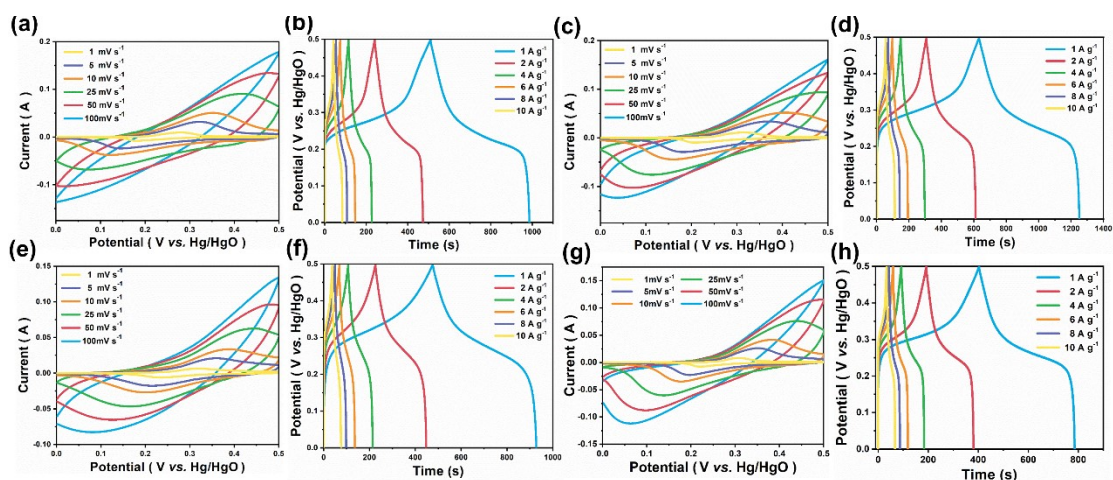 (a)
1 mV s⁻¹
5 mV s⁻¹
10 mV s⁻¹
25 mV s⁻¹
50 mV s⁻¹
100mV s⁻¹
0.2
0.1
0.0
-0.1
Current ( A )
0.0 0.1 0.2 0.3 0.4 0.5
Potential ( V vs. Hg/HgO )
(b)
1 A g⁻¹
2 A g⁻¹
4 A g⁻¹
6 A g⁻¹
8 A g⁻¹
10 A g⁻¹
0.5
0.4
0.3
0.2
0.1
0.0
Potential ( V vs. Hg/HgO )
0 200 400 600 800 1000
Time (s)
(c)
1 mV s⁻¹
5 mV s⁻¹
10 mV s⁻¹
25 mV s⁻¹
50 mV s⁻¹
100mV s⁻¹
0.2
0.1
0.0
-0.1
Current ( A )
0.0 0.1 0.2 0.3 0.4 0.5
Potential ( V vs. Hg/HgO )
(d)
1 A g⁻¹
2 A g⁻¹
4 A g⁻¹
6 A g⁻¹
8 A g⁻¹
10 A g⁻¹
0.5
0.4
0.3
0.2
0.1
0.0
Potential ( V vs. Hg/HgO )
0 200 400 600 800 1000 1200 1400
Time (s)
(e)
1 mV s⁻¹
5 mV s⁻¹
10 mV s⁻¹
25 mV s⁻¹
50 mV s⁻¹
100mV s⁻¹
0.15
0.10
0.05
0.00
-0.05
-0.10
Current ( A )
0.0 0.1 0.2 0.3 0.4 0.5
Potential ( V vs. Hg/HgO )
(f)
1 A g⁻¹
2 A g⁻¹
4 A g⁻¹
6 A g⁻¹
8 A g⁻¹
10 A g⁻¹
0.5
0.4
0.3
0.2
0.1
0.0
Potential ( V vs. Hg/HgO )
0 200 400 600 800 1000
Time (s)
(g)
1mV s⁻¹ 25mV s⁻¹
5mV s⁻¹ 50mV s⁻¹
10mV s⁻¹ 100mV s⁻¹
0.15
0.10
0.05
0.00
-0.05
-0.10
-0.15
Current ( A )
0.0 0.1 0.2 0.3 0.4 0.5
Potential ( V vs. Hg/HgO )
(h)
1 A g⁻¹
2 A g⁻¹
4 A g⁻¹
6 A g⁻¹
8 A g⁻¹
10 A g⁻¹
0.5
0.4
0.3
0.2
0.1
0.0
Potential ( V vs. Hg/HgO )
0 200 400 600 800
Time (s)